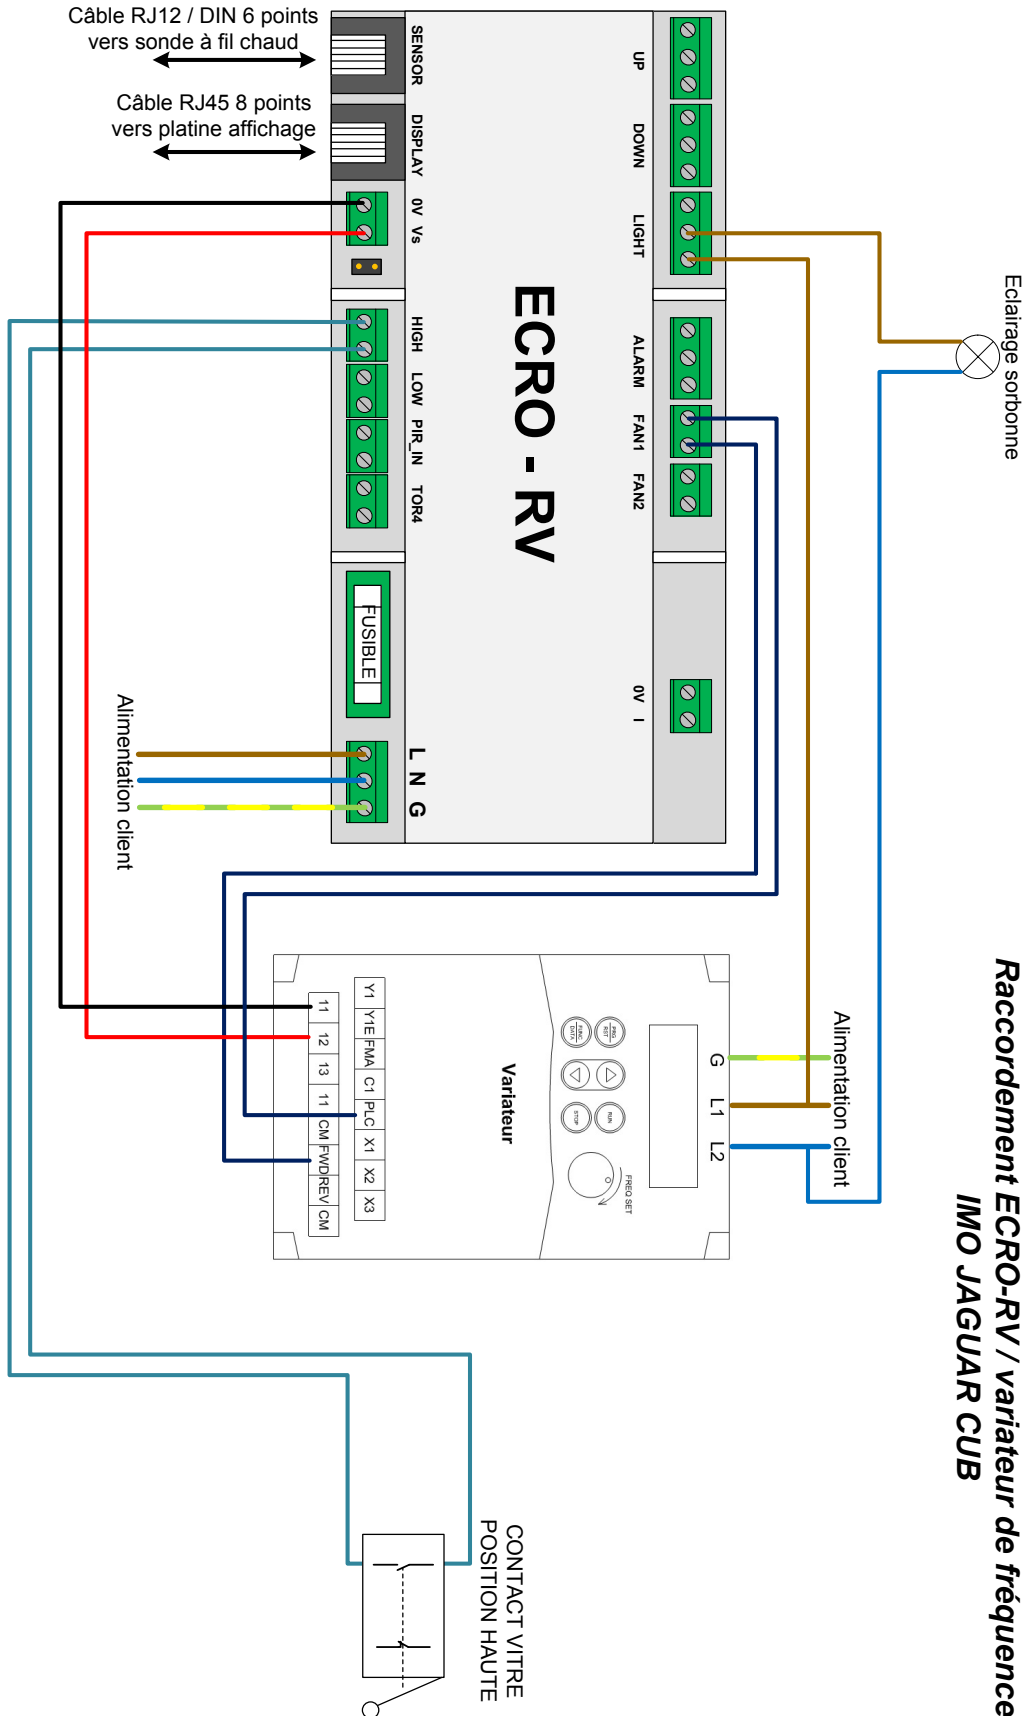 Raccordement ECRO-RV / variateur de fréquence
IMO JAGUAR CUB
Câble RJ12 / DIN 6 points
vers sonde à fil chaud
Câble RJ45 8 points
vers platine affichage
SENSOR
DISPLAY
0V Vs
HIGH
LOW
PIR_IN
TOR4
FUSIBLE
L N G
Alimentation client
ECRO - RV
UP
DOWN
LIGHT
ALARM
FAN1
FAN2
0V I
Eclairage sorbonne
Alimentation client
G L1 L2
PRG
RST
FUNC
DATA
RUN
STOP
FREQ SET
Variateur
Y1 Y1E FMA C1 PLC X1 X2 X3
11 12 13 11 CM FWD REV CM
CONTACT VITRE
POSITION HAUTE